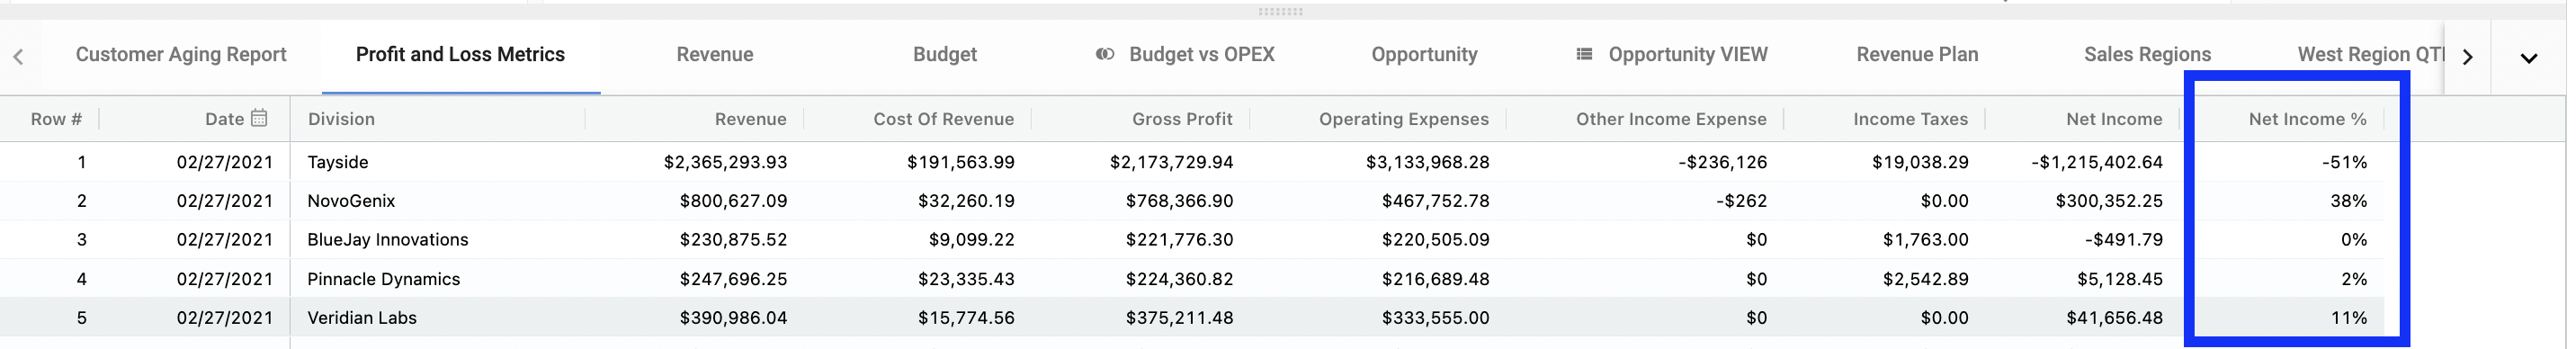 Customer Aging Report Profit and Loss Metrics Revenue Budget Budget vs OPEX Opportunity Opportunity VIEW Revenue Plan Sales Regions West Region
Row # Date Division Revenue Cost Of Revenue Gross Profit Operating Expenses Other Income Expense Income Taxes Net Income Net Income %
1 02/27/2021 Tayside $2,365,293.93 $191,563.99 $2,173,729.94 $3,133,968.28 -$236,126 $19,038.29 -$1,215,402.64 -51%
2 02/27/2021 NovoGenix $800,627.09 $32,260.19 $768,366.90 $467,752.78 -$262 $0.00 $300,352.25 38%
3 02/27/2021 BlueJay Innovations $230,875.52 $9,099.22 $221,776.30 $220,505.09 $0 $1,763.00 -$491.79 0%
4 02/27/2021 Pinnacle Dynamics $247,696.25 $23,335.43 $224,360.82 $216,689.48 $0 $2,542.89 $5,128.45 2%
5 02/27/2021 Veridian Labs $390,986.04 $15,774.56 $375,211.48 $333,555.00 $0 $0.00 $41,656.48 11%